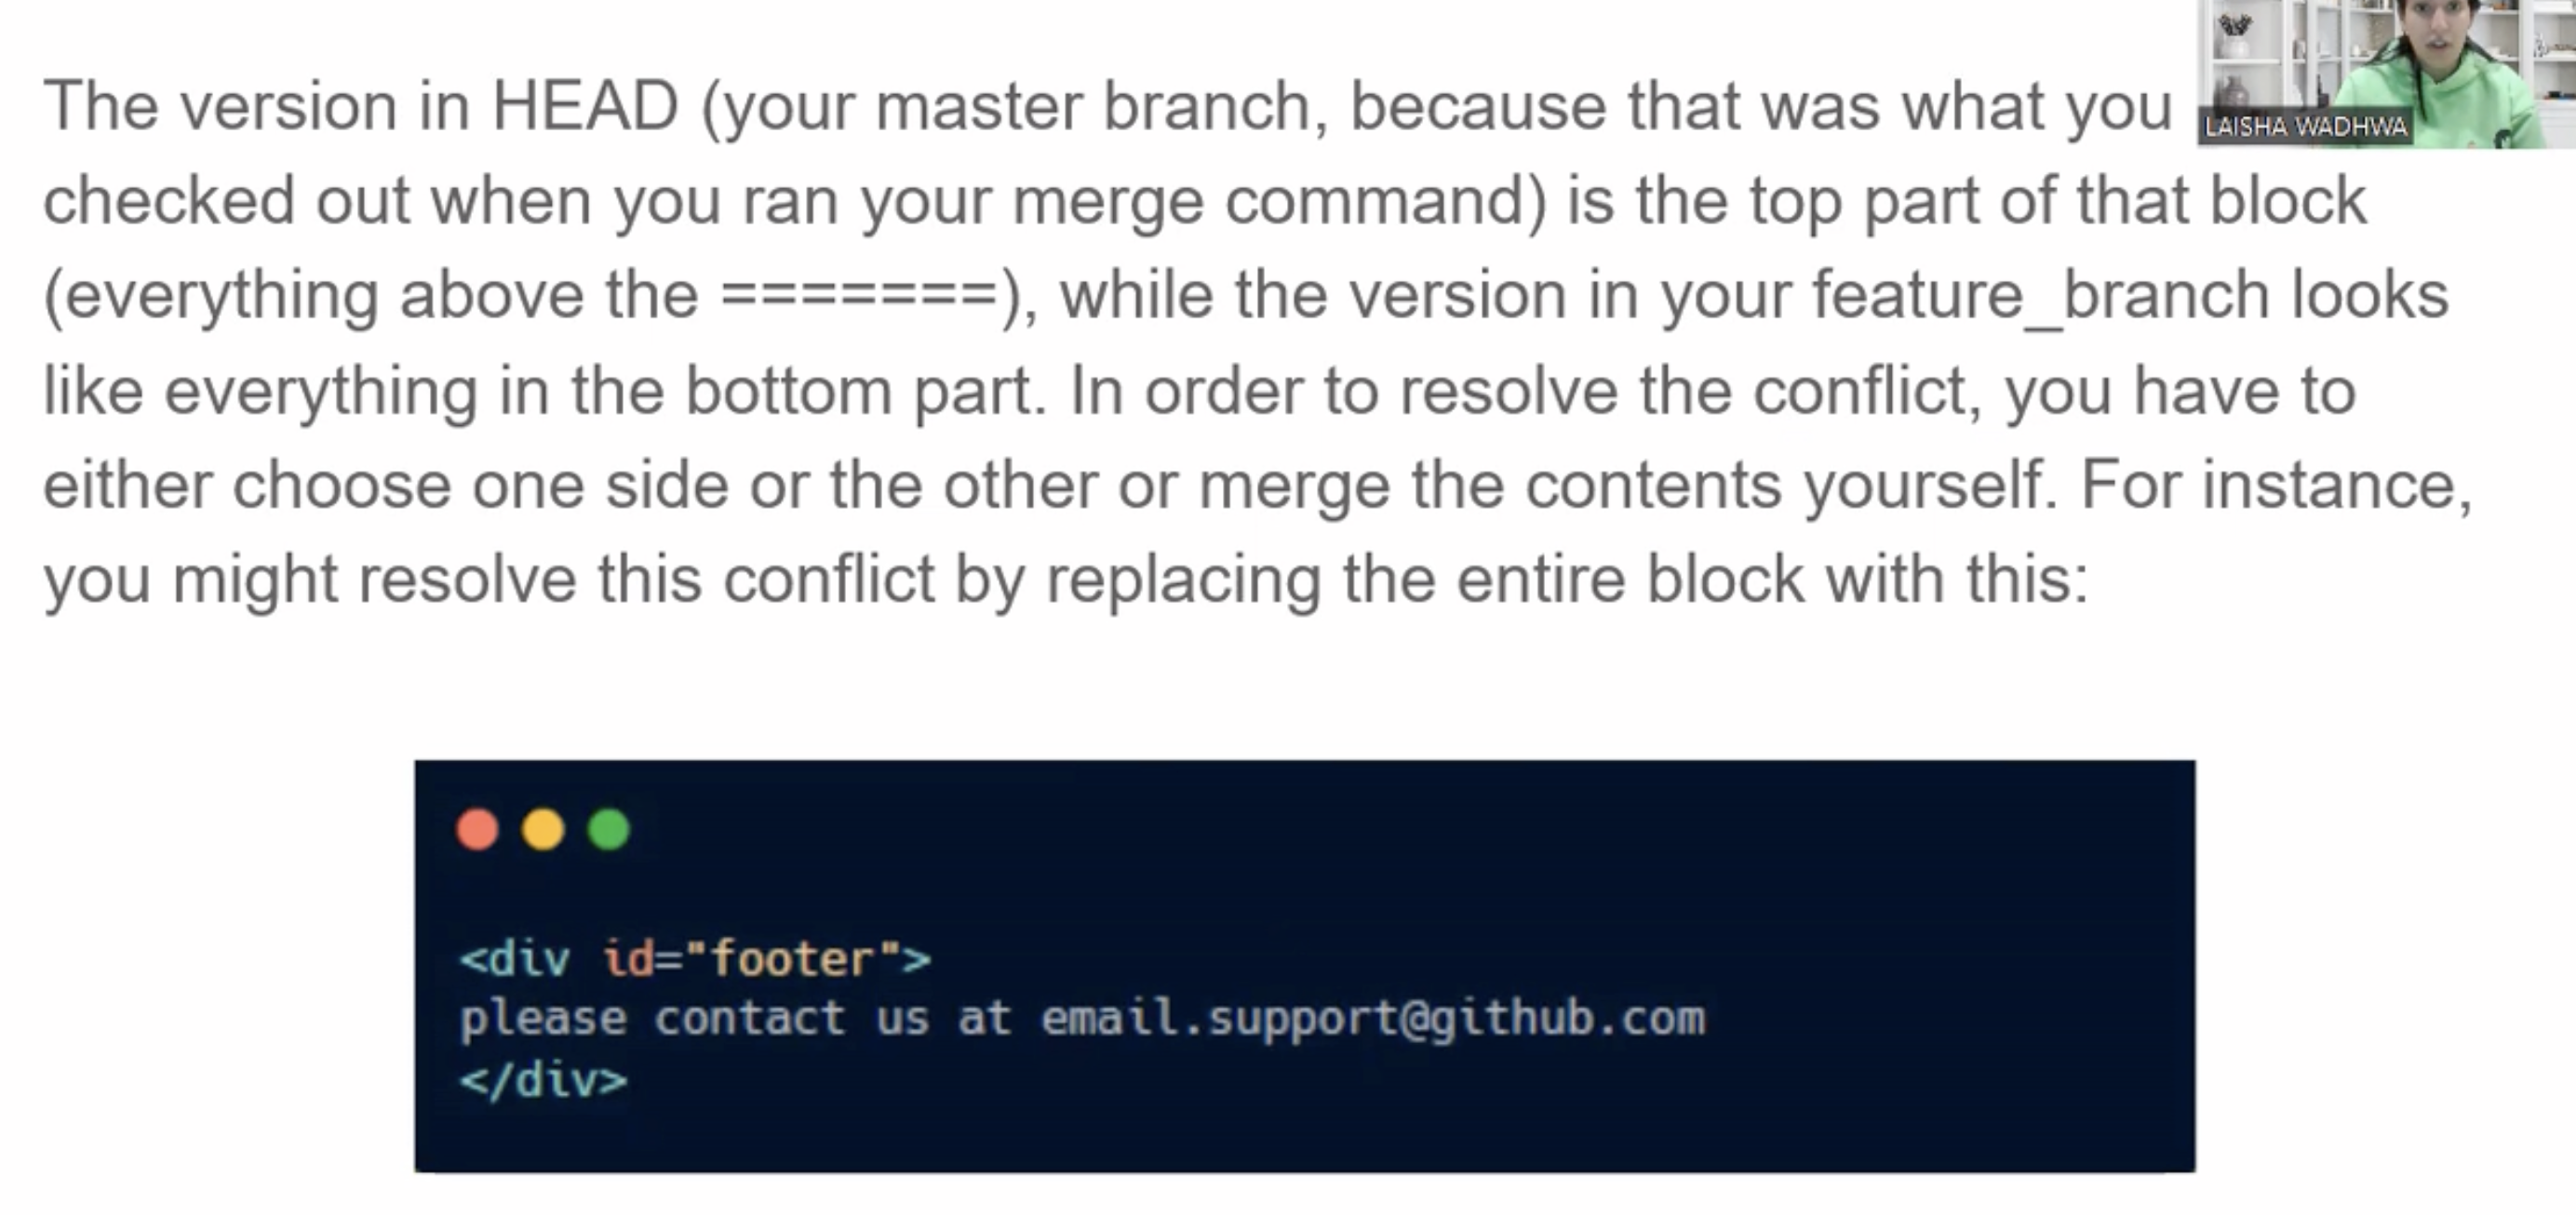 The version in HEAD (your master branch, because that was what you
LAISHA WADHWA
checked out when you ran your merge command) is the top part of that block
(everything above the =======), while the version in your feature_branch looks
like everything in the bottom part. In order to resolve the conflict, you have to
either choose one side or the other or merge the contents yourself. For instance,
you might resolve this conflict by replacing the entire block with this:
<div id="footer">
please contact us at email.support@github.com
</div>